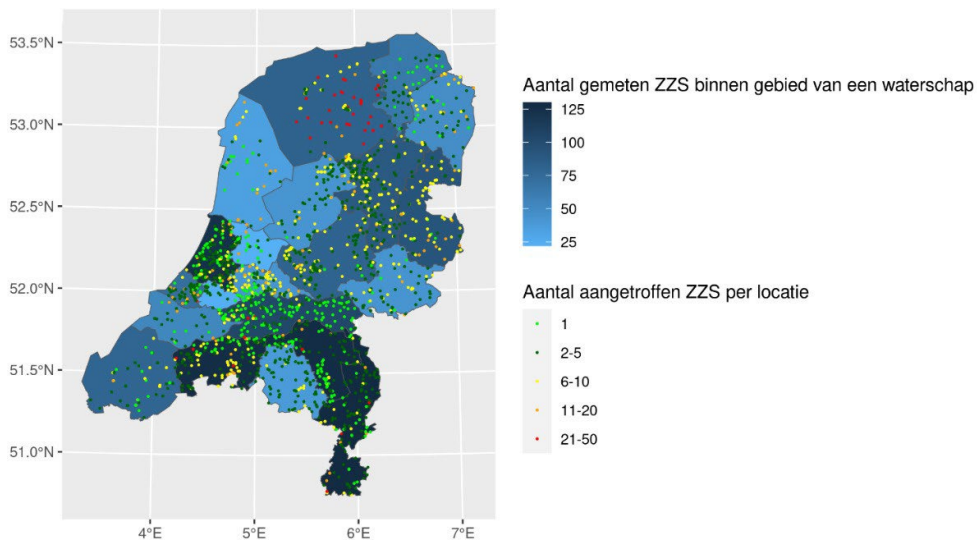 53.5°N
53.0°N
52.5°N
52.0°N
51.5°N
51.0°N
4°E
5°E
6°E
7°E
Aantal gemeten ZZS binnen gebied van een waterschap
125
100
75
50
25
Aantal aangetroffen ZZS per locatie
1
2-5
6-10
11-20
21-50